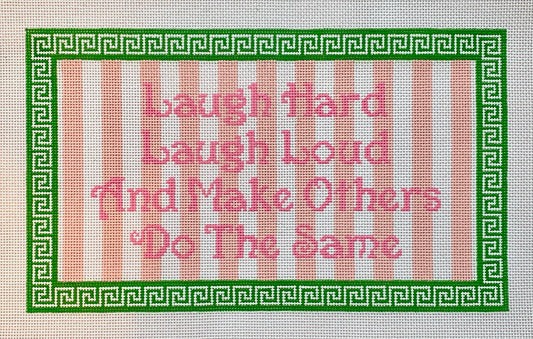 Laugh Hard
Laugh Loud
And Make Others
Do The Same